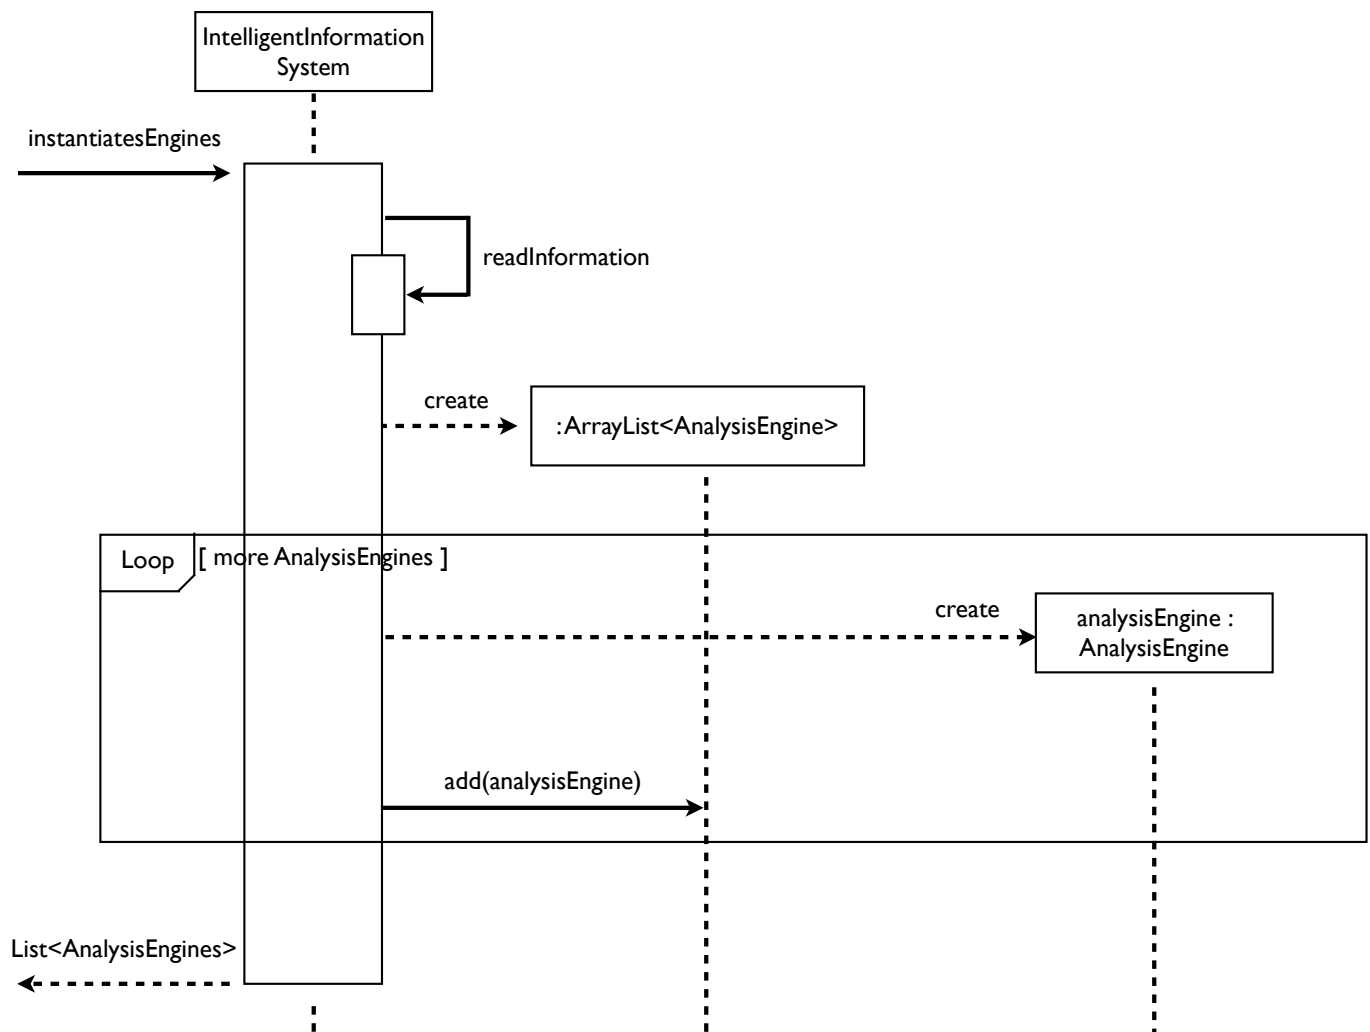 IntelligentInformation
System
instantiatesEngines
readInformation
create
:ArrayList<AnalysisEngine>
Loop
[ more AnalysisEngines ]
create
analysisEngine :
AnalysisEngine
add(analysisEngine)
List<AnalysisEngines>